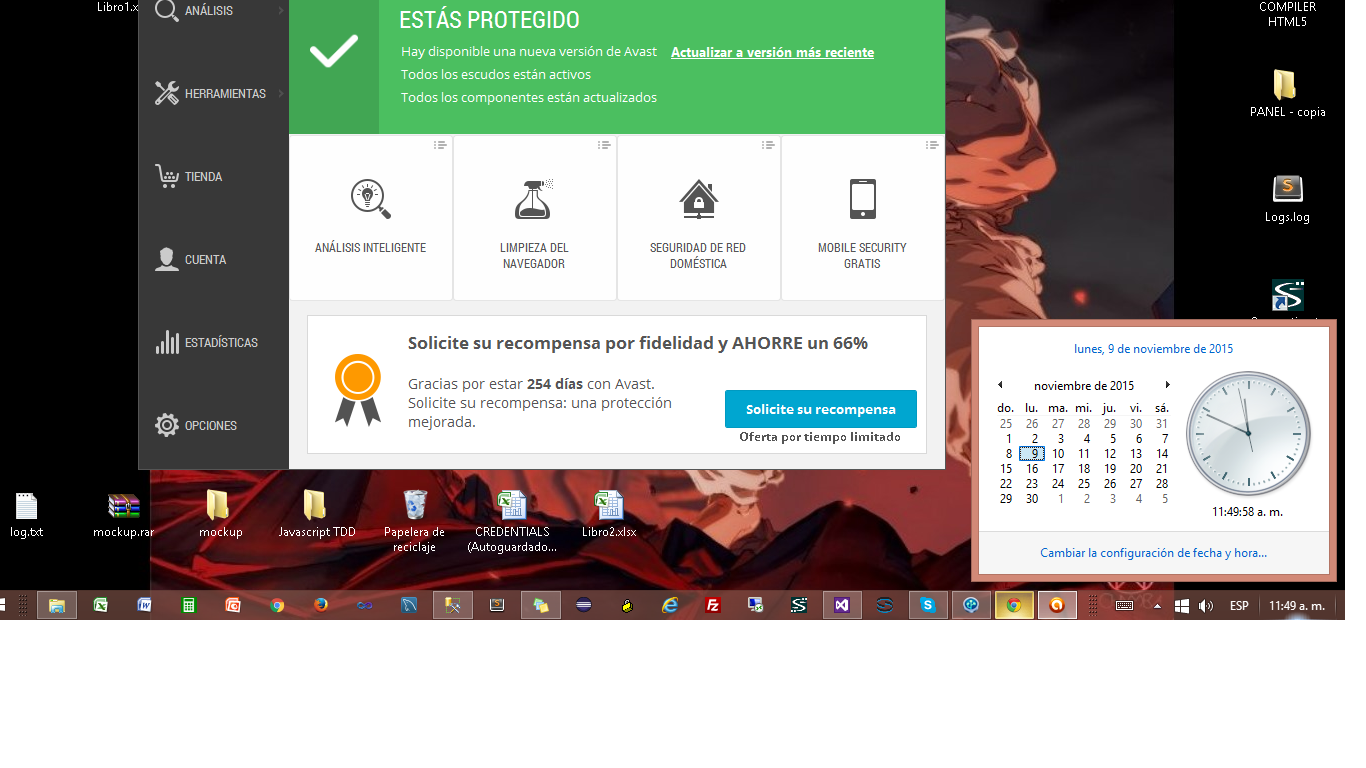 Libro1.x
ANÁLISIS
HERRAMIENTAS
TIENDA
CUENTA
ESTADÍSTICAS
OPCIONES
ESTÁS PROTEGIDO
Hay disponible una nueva versión de Avast Actualizar a versión más reciente
Todos los escudos están activos
Todos los componentes están actualizados
ANÁLISIS INTELIGENTE
LIMPIEZA DEL
NAVEGADOR
SEGURIDAD DE RED
DOMÉSTICA
MOBILE SECURITY
GRATIS
Solicite su recompensa por fidelidad y AHORRE un 66%
Gracias por estar 254 días con Avast.
Solicite su recompensa: una protección
mejorada.
Solicite su recompensa
Oferta por tiempo limitado
COMPILER
HTML5
PANEL - copia
Logs.log
lunes, 9 de noviembre de 2015
noviembre de 2015
do. lu. ma. mi. ju. vi. sá.
25 26 27 28 29 30 31
1 2 3 4 5 6 7
8 9 10 11 12 13 14
15 16 17 18 19 20 21
22 23 24 25 26 27 28
29 30 1 2 3 4 5
11:49:58 a. m.
Cambiar la configuración de fecha y hora...
log.txt
mockup.rar
mockup
Javascript TDD
Papelera de
reciclaje
CREDENTIALS
(Autoguardado...
Libro2.xlsx
ESP
11:49 a. m.